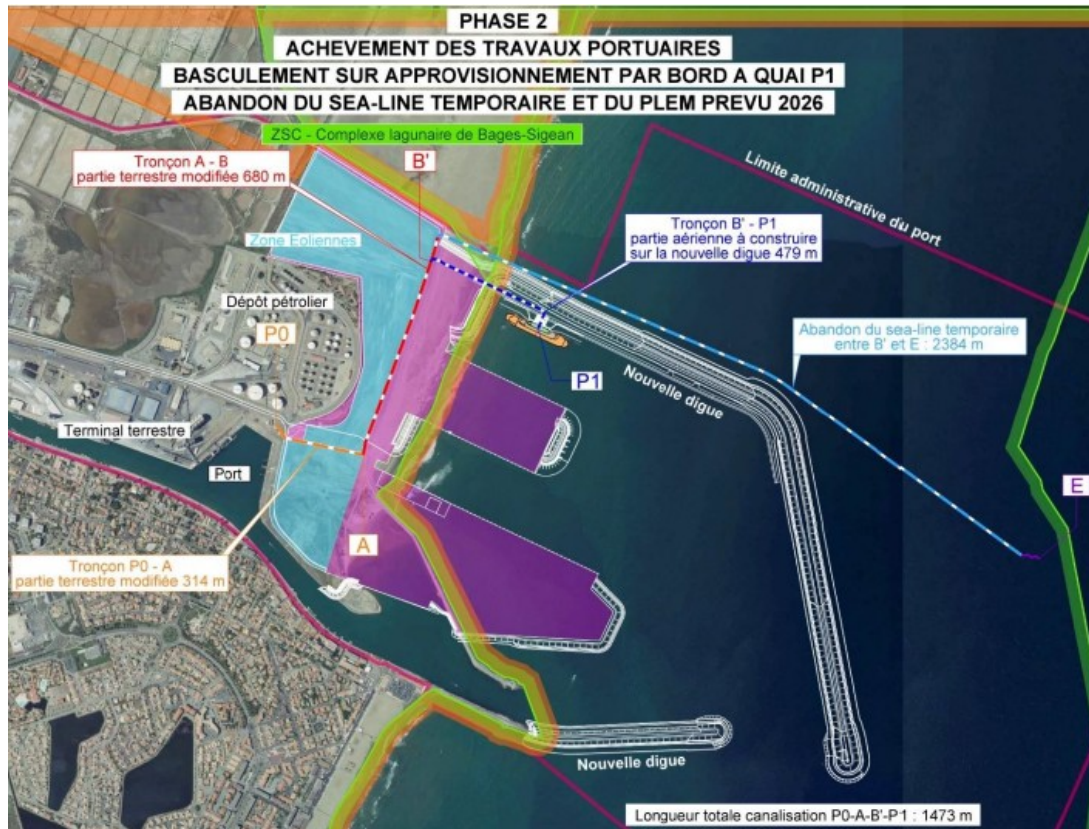 PHASE 2
ACHEVEMENT DES TRAVAUX PORTUAIRES
BASCULEMENT SUR APPROVISIONNEMENT PAR BORD A QUAI P1
ABANDON DU SEA-LINE TEMPORAIRE ET DU PLEM PREVU 2026
ZSC - Complexe lagunaire de Bages-Sigean
Tronçon A - B
partie terrestre modifiée 680 m
B'
Limite administrative du port
Tronçon B' - P1
partie aérienne à construire
sur la nouvelle digue 479 m
Zone Eoliennes
Dépôt pétrolier
P0
Abandon du sea-line temporaire
entre B' et E : 2384 m
P1
Nouvelle digue
Terminal terrestre
Port
E
A
Tronçon P0 - A
partie terrestre modifiée 314 m
Nouvelle digue
Longueur totale canalisation P0-A-B'-P1 : 1473 m